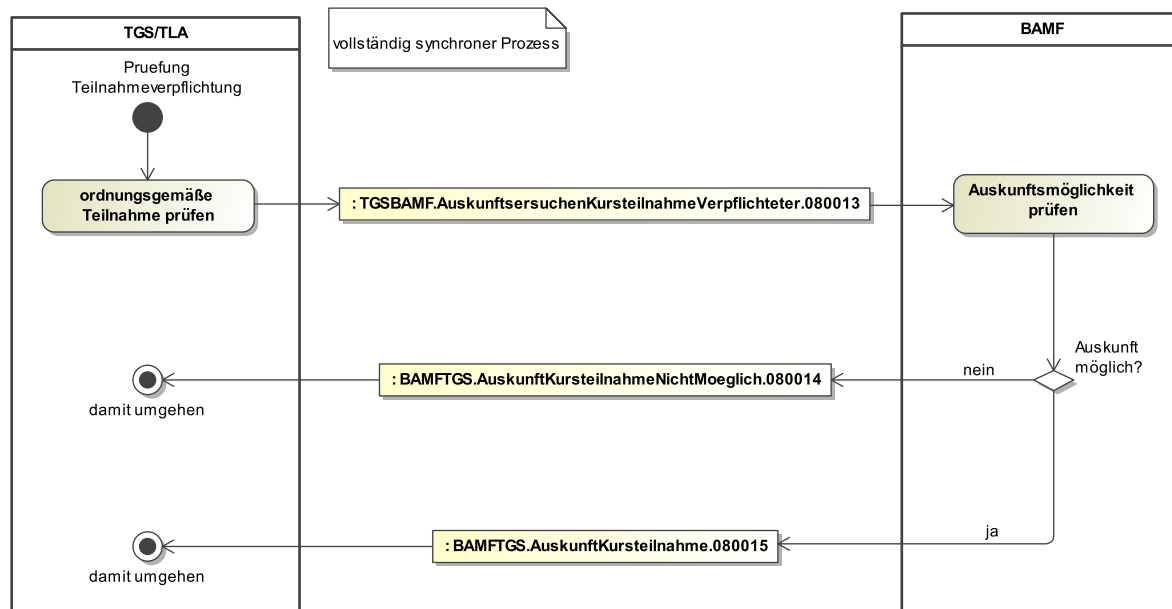 TGS/TLA
vollständig synchroner Prozess
BAMF
Pruefung
Teilnahmeverpflichtung
ordnungsgemäße
Teilnahme prüfen
: TGSBAMF.AuskunftsersuchenKursteilnahmeVerpflichteter.080013
Auskunftsmöglichkeit
prüfen
Auskunft
möglich?
nein
: BAMFTGS.AuskunftKursteilnahmeNichtMoeglich.080014
damit umgehen
ja
: BAMFTGS.AuskunftKursteilnahme.080015
damit umgehen